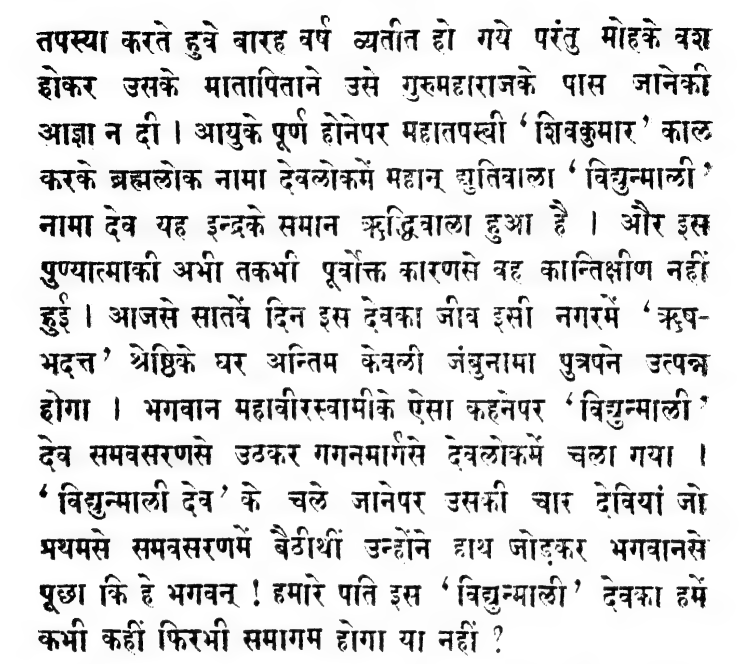 तपस्या करते हुवे बारह वर्ष व्यतीत हो गये परंतु मोहके वश
होकर उसके मातापिताने उसे गुरुमहाराजके पास जानेकी
आज्ञा न दी । आयुके पूर्ण होनेपर महातपस्वी ‘शिवकुमार’ काल
करके ब्रह्मलोक नामा देवलोकमें महान् द्युतिवाला ‘विद्युन्माली’
नामा देव यह इन्द्रके समान ऋद्धिवाला हुआ है । और इस
पुण्यात्माकी अभी तकभी पूर्वोक्त कारणसे वह कान्तिक्षीण नहीं
हुई । आजसे सातवें दिन इस देवका जीव इसी नगरमें ‘ऋष-
भदत्त’ श्रेष्ठिके घर अन्तिम केवली जंबुनामा पुत्रपने उत्पन्न
होगा । भगवान महावीरस्वामीके ऐसा कहनेपर ‘विद्युन्माली’
देव समवसरणसे उठकर गगनमार्गसे देवलोकमें चला गया ।
‘विद्युन्माली देव’ के चले जानेपर उसकी चार देवियां जो
प्रथमसे समवसरणमें बैठीथीं उन्होंने हाथ जोड़कर भगवानसे
पूछा कि हे भगवन् ! हमारे पति इस ‘विद्युन्माली’ देवका हमें
कभी कहीं फिरभी समागम होगा या नहीं ?